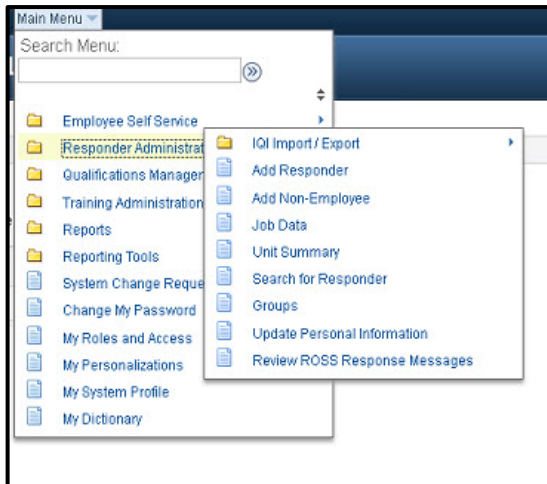 Main Menu
Search Menu:
Employee Self Service
Responder Administrat
Qualifications Manager
Training Administration
Reports
Reporting Tools
System Change Reque
Change My Password
My Roles and Access
My Personalizations
My System Profile
My Dictionary
IQI Import / Export
Add Responder
Add Non-Employee
Job Data
Unit Summary
Search for Responder
Groups
Update Personal Information
Review ROSS Response Messages